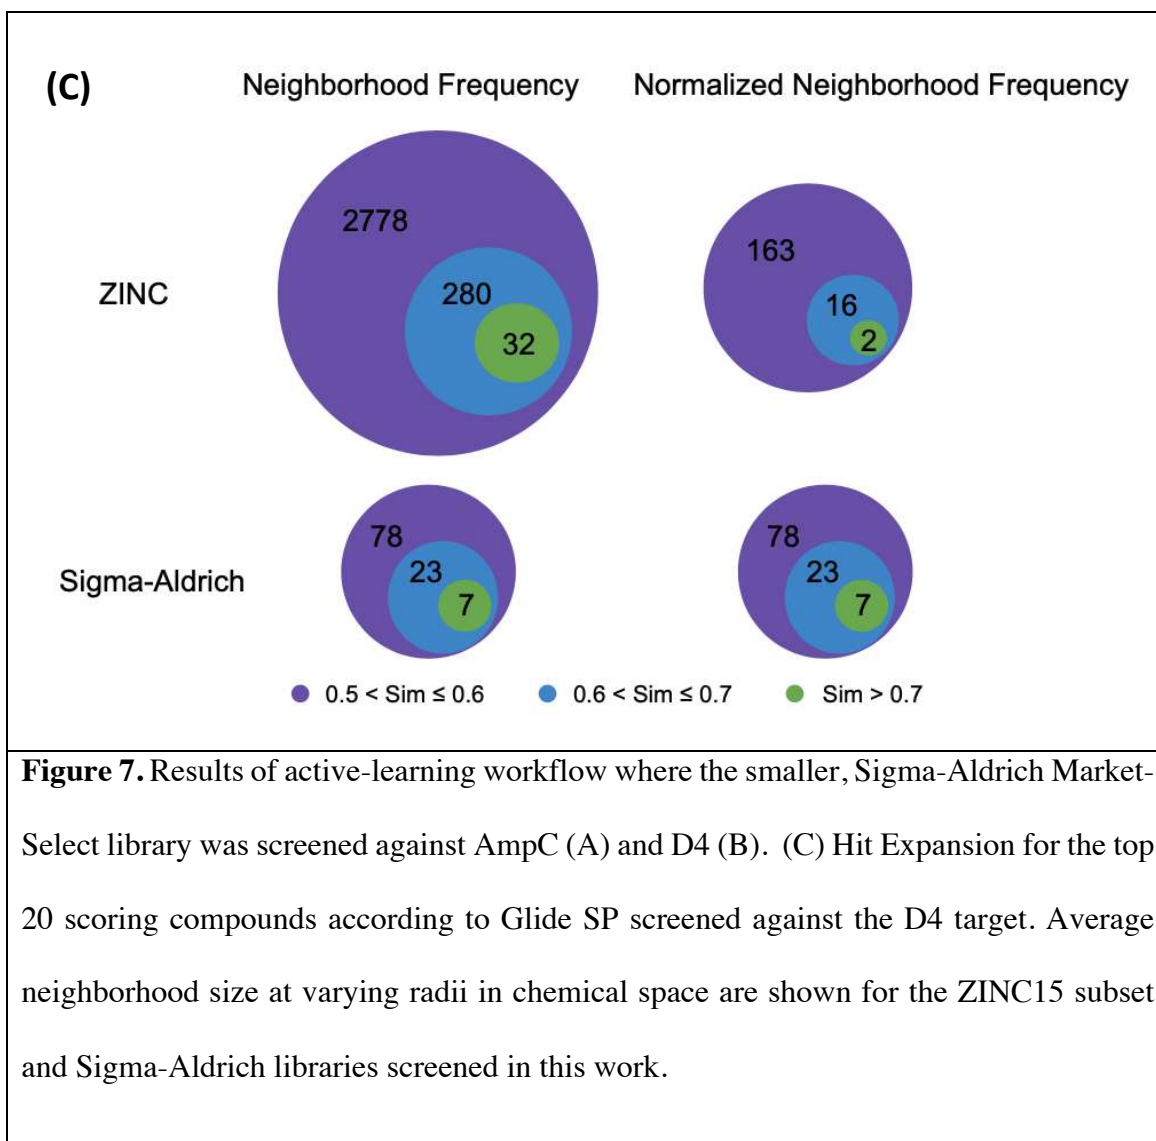 (C)
Neighborhood Frequency
Normalized Neighborhood Frequency
ZINC
2778
280
32
163
16
2
Sigma-Aldrich
78
23
7
78
23
7
0.5 < Sim ≤ 0.6
0.6 < Sim ≤ 0.7
Sim > 0.7
Figure 7. Results of active-learning workflow where the smaller, Sigma-Aldrich Market-
Select library was screened against AmpC (A) and D4 (B). (C) Hit Expansion for the top
20 scoring compounds according to Glide SP screened against the D4 target. Average
neighborhood size at varying radii in chemical space are shown for the ZINC15 subset
and Sigma-Aldrich libraries screened in this work.